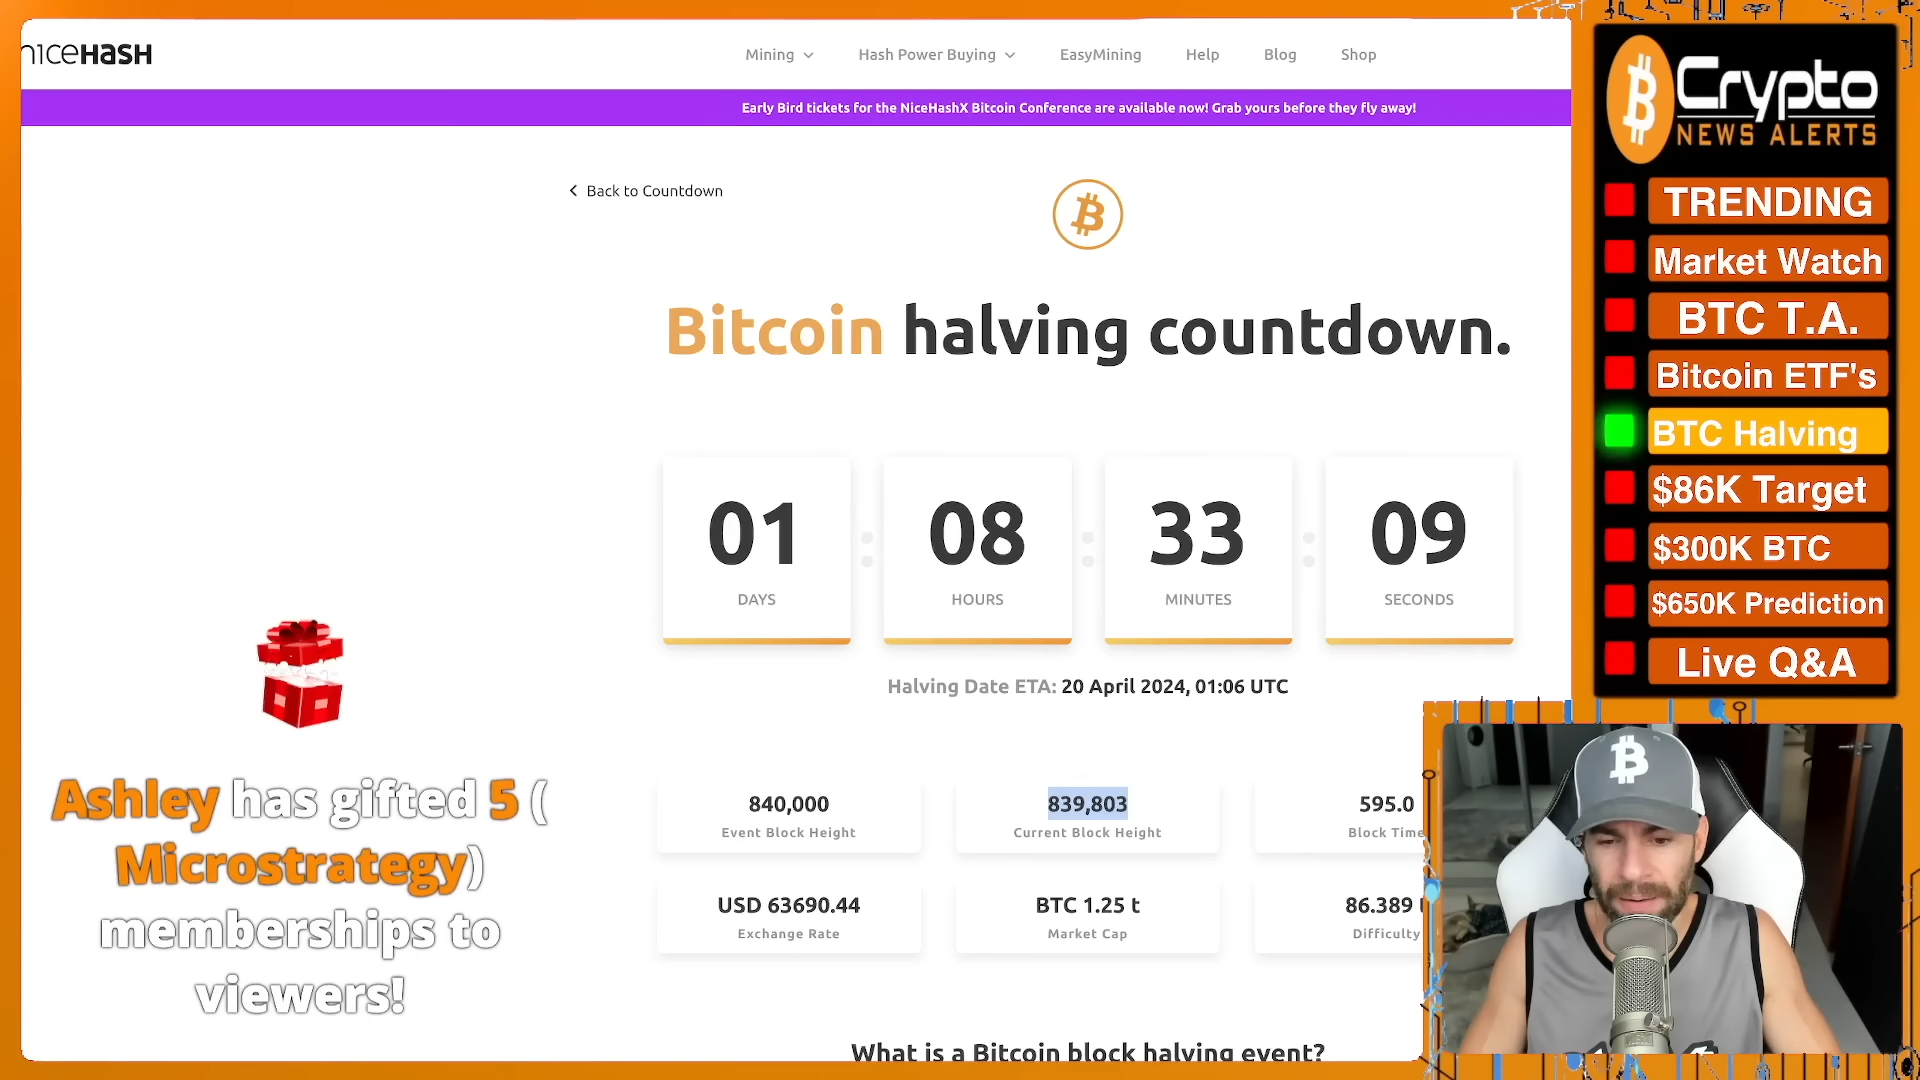 niceHASH
Mining
Hash Power Buying
EasyMining
Help
Blog
Shop
Early Bird tickets for the NiceHashX Bitcoin Conference are available now! Grab yours before they fly away!
Back to Countdown
Bitcoin halving countdown.
01
DAYS
08
HOURS
33
MINUTES
09
SECONDS
Halving Date ETA: 20 April 2024, 01:06 UTC
840,000
Event Block Height
839,803
Current Block Height
595.0
Block Time
USD 63690.44
Exchange Rate
BTC 1.25 t
Market Cap
86.389
Difficulty
What is a Bitcoin block halving event?
Ashley has gifted 5 (
Microstrategy)
memberships to
viewers!
Crypto
NEWS ALERTS
TRENDING
Market Watch
BTC T.A.
Bitcoin ETF's
BTC Halving
$86K Target
$300K BTC
$650K Prediction
Live Q&A